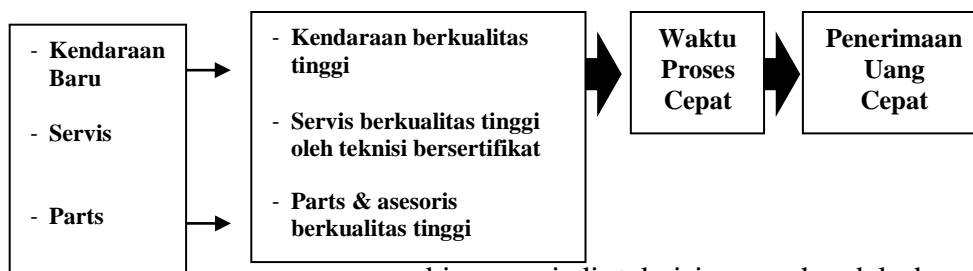 - Kendaraan
Baru
- Servis
- Parts
- Kendaraan berkualitas
tinggi
- Servis berkualitas tinggi
oleh teknisi bersertifikat
- Parts & asesoris
berkualitas tinggi
Waktu
Proses
Cepat
Penerimaan
Uang
Cepat